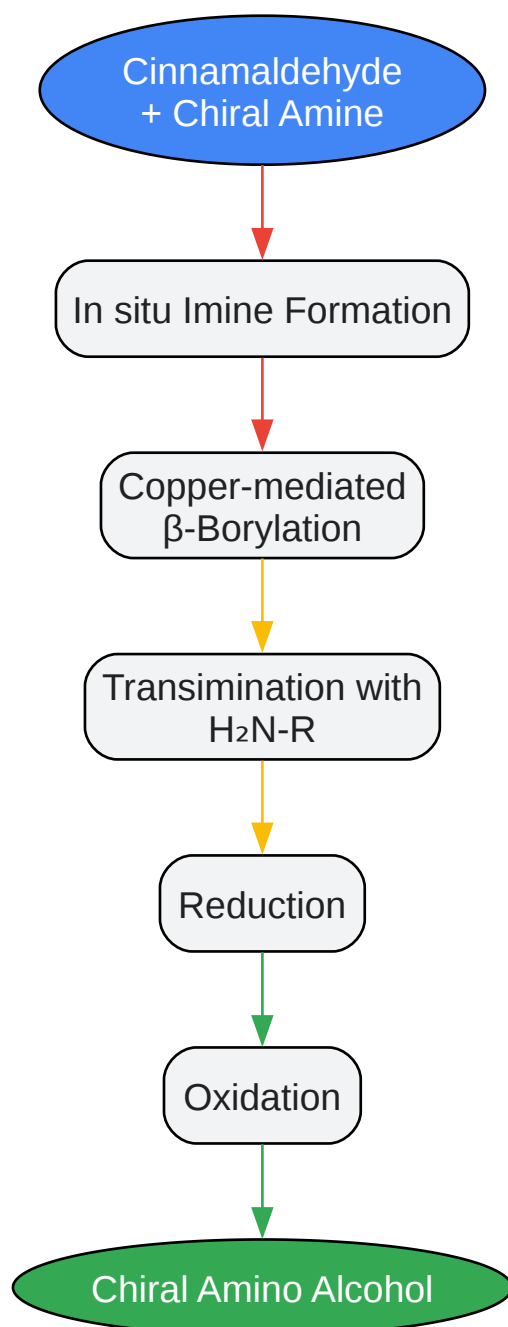 Cinnamaldehyde
+ Chiral Amine
In situ Imine Formation
Copper-mediated
β-Borylation
Transimination with
H₂N-R
Reduction
Oxidation
Chiral Amino Alcohol